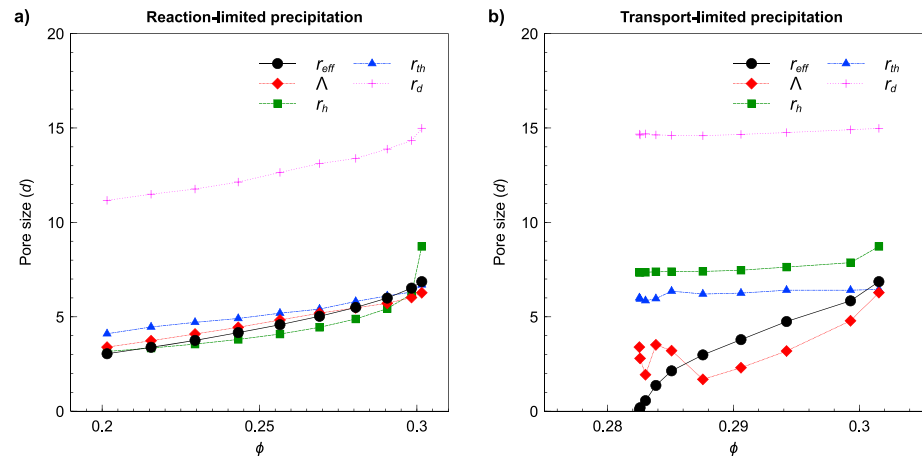 a) Reaction-limited precipitation
20
15
10
5
0
Pore size (d)
r_eff
r_th
Λ
r_d
r_h
0.2
0.25
0.3
ϕ
b) Transport-limited precipitation
20
15
10
5
0
Pore size (d)
r_eff
r_th
Λ
r_d
r_h
0.28
0.29
0.3
ϕ